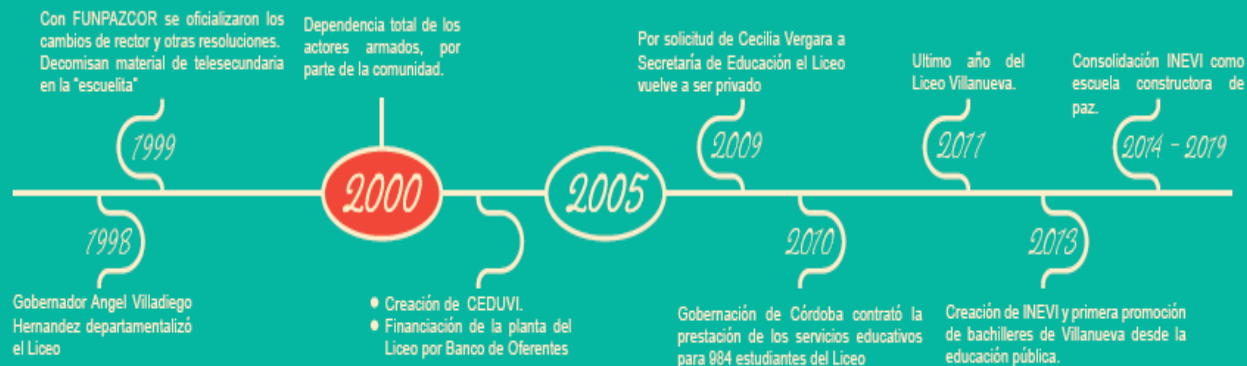 Con FUNPAZCOR se oficializaron los
cambios de rector y otras resoluciones.
Decomisan material de telesecundaria
en la "escuelita"
1999
Dependencia total de los
actores armados, por
parte de la comunidad.
2000
Por solicitud de Cecilia Vergara a
Secretaría de Educación el Liceo
vuelve a ser privado
2009
Ultimo año del
Liceo Villanueva.
2011
Consolidación INEVI como
escuela constructora de
paz.
2014 - 2019
2005
1998
Gobernador Angel Villadiego
Hernandez departamentalizó
el Liceo
• Creación de CEDUVI.
• Financiación de la planta del
Liceo por Banco de Oferentes
2010
Gobernación de Córdoba contrató la
prestación de los servicios educativos
para 984 estudiantes del Liceo
2013
Creación de INEVI y primera promoción
de bachilleres de Villanueva desde la
educación pública.